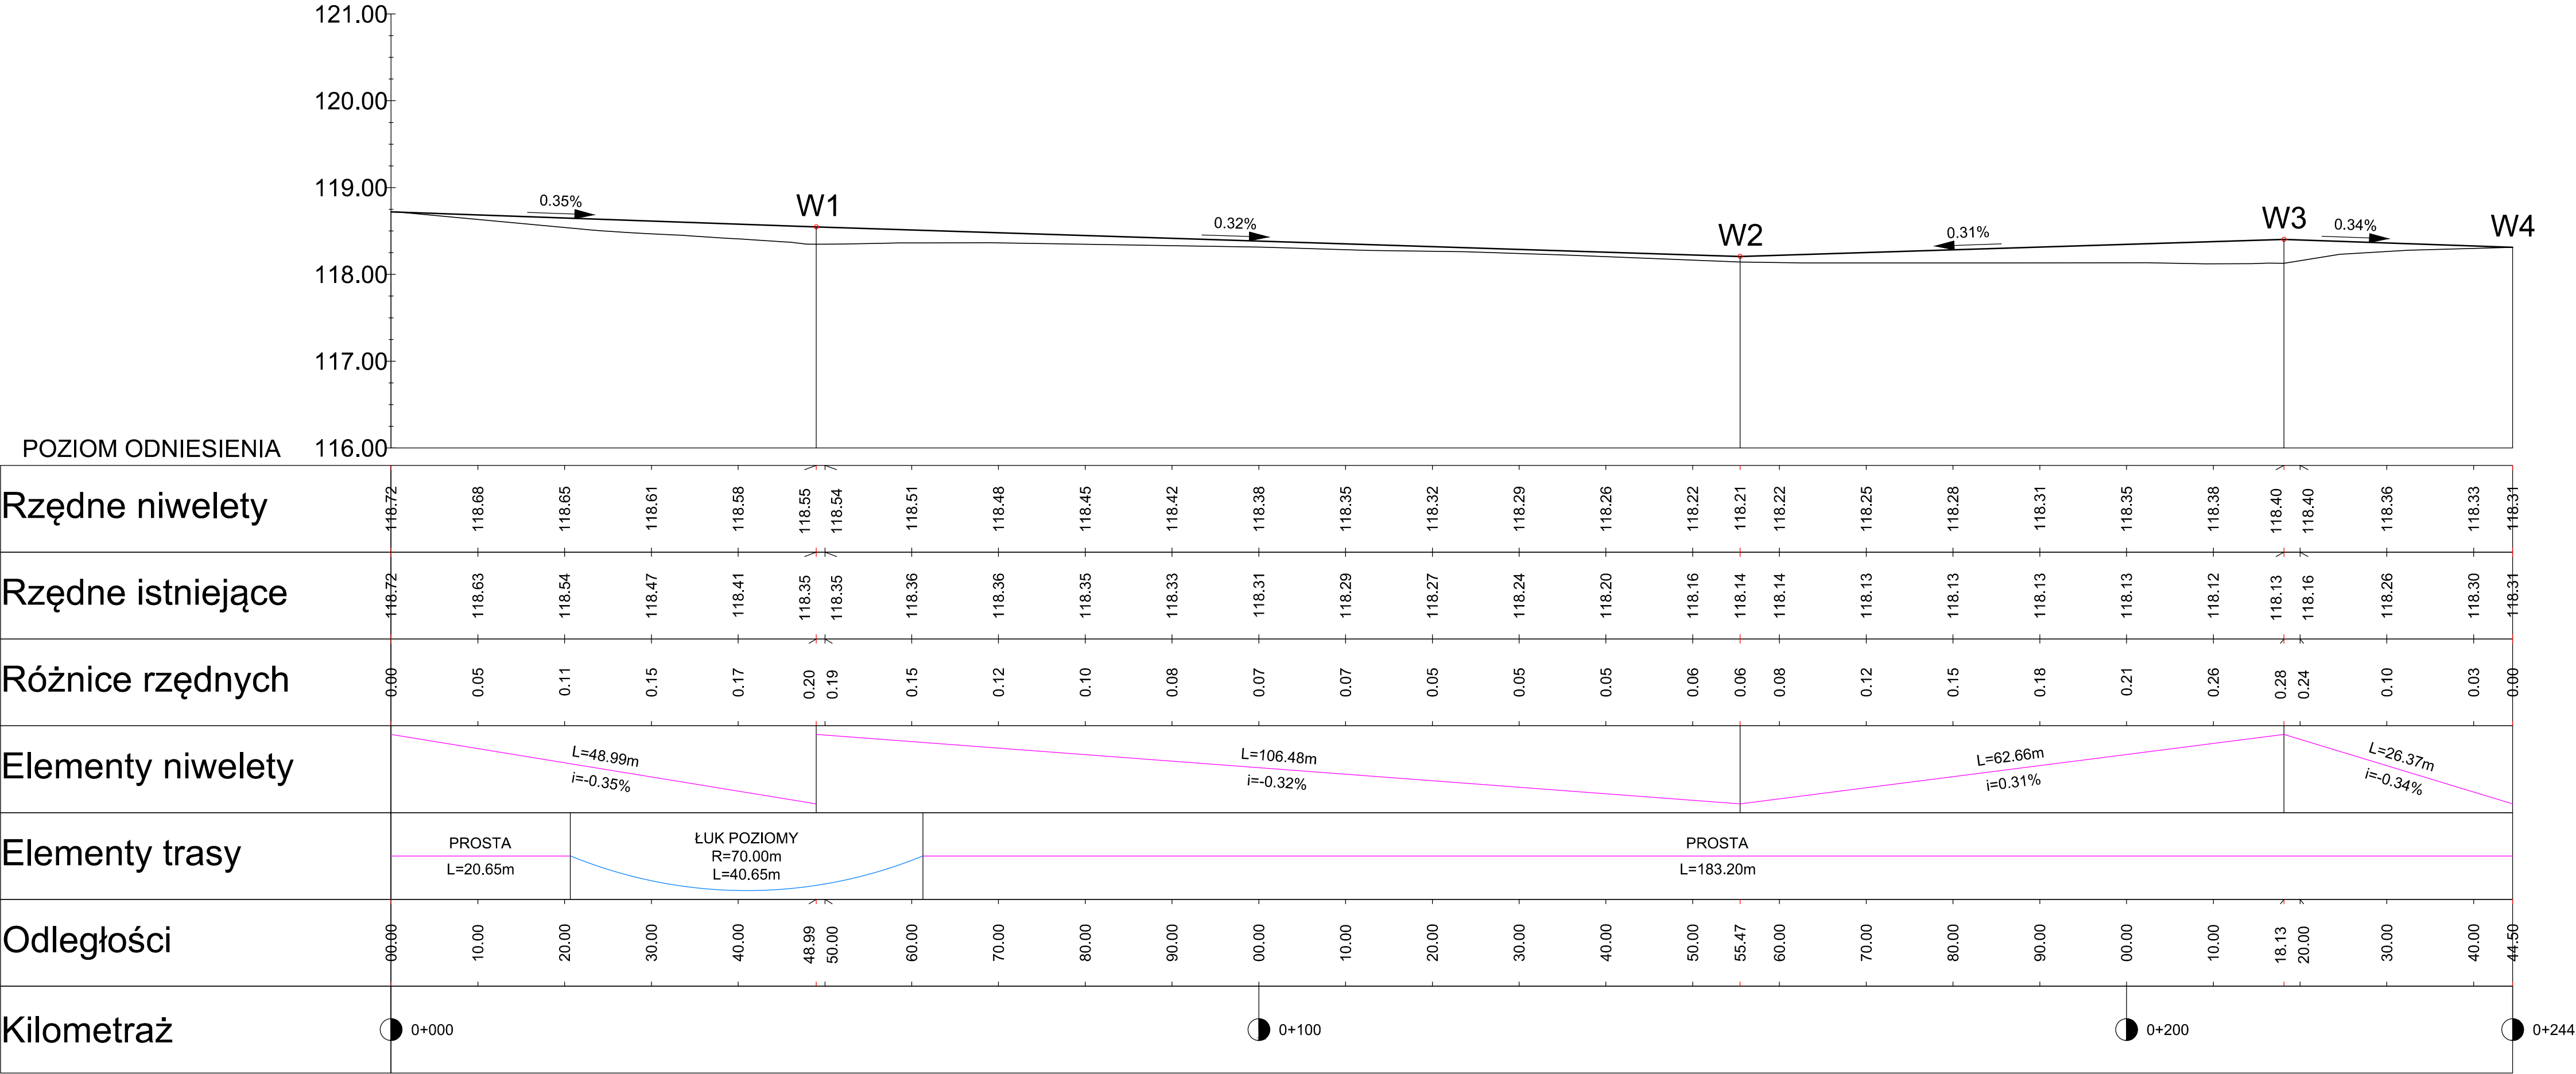 121.00
120.00
119.00
118.00
117.00
116.00
0.35%
W1
0.32%
W2
0.31%
W3
0.34%
W4
POZIOM ODNIESIENIA
Rzędne niwelety
118.72 118.68 118.65 118.61 118.58 118.55 118.54 118.51 118.48 118.45 118.42 118.38 118.35 118.32 118.29 118.26 118.22 118.21 118.22 118.25 118.28 118.31 118.35 118.38 118.40 118.40 118.36 118.33 118.31
Rzędne istniejące
118.72 118.63 118.54 118.47 118.41 118.35 118.35 118.36 118.36 118.35 118.33 118.31 118.29 118.27 118.24 118.20 118.16 118.14 118.14 118.13 118.13 118.13 118.13 118.12 118.13 118.16 118.26 118.30 118.31
Różnice rzędnych
0.00 0.05 0.11 0.15 0.17 0.20 0.19 0.15 0.12 0.10 0.08 0.07 0.07 0.05 0.05 0.05 0.06 0.06 0.08 0.12 0.15 0.18 0.21 0.26 0.28 0.24 0.10 0.03 0.00
Elementy niwelety
L=48.99m
i=-0.35%
L=106.48m
i=-0.32%
L=62.66m
i=0.31%
L=26.37m
i=-0.34%
Elementy trasy
PROSTA
L=20.65m
ŁUK POZIOMY
R=70.00m
L=40.65m
PROSTA
L=183.20m
Odległości
00.00 10.00 20.00 30.00 40.00 48.99 50.00 60.00 70.00 80.00 90.00 00.00 10.00 20.00 30.00 40.00 50.00 55.47 60.00 70.00 80.00 90.00 00.00 10.00 18.13 20.00 30.00 40.00 44.50
Kilometraż
0+000
0+100
0+200
0+244